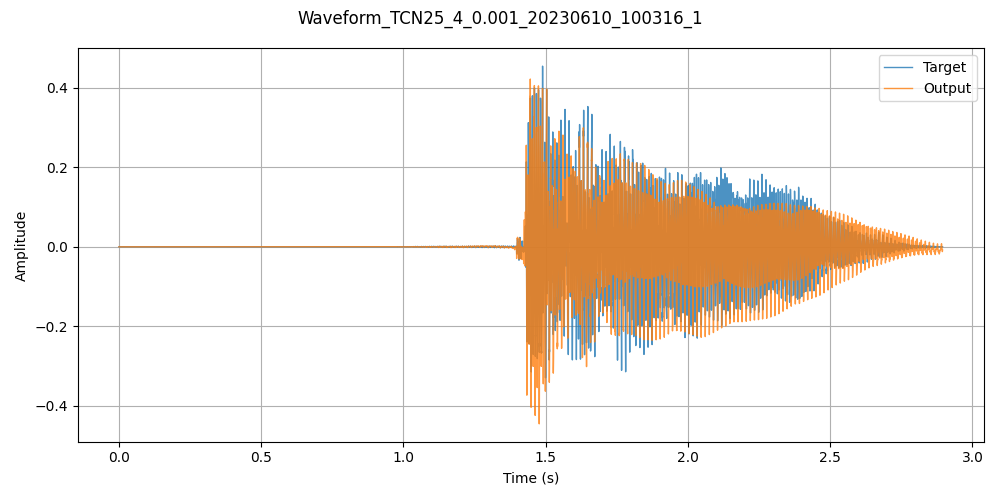 Waveform_TCN25_4_0.001_20230610_100316_1
Target
Output
0.4
0.2
0.0
−0.2
−0.4
Amplitude
0.0 0.5 1.0 1.5 2.0 2.5 3.0
Time (s)